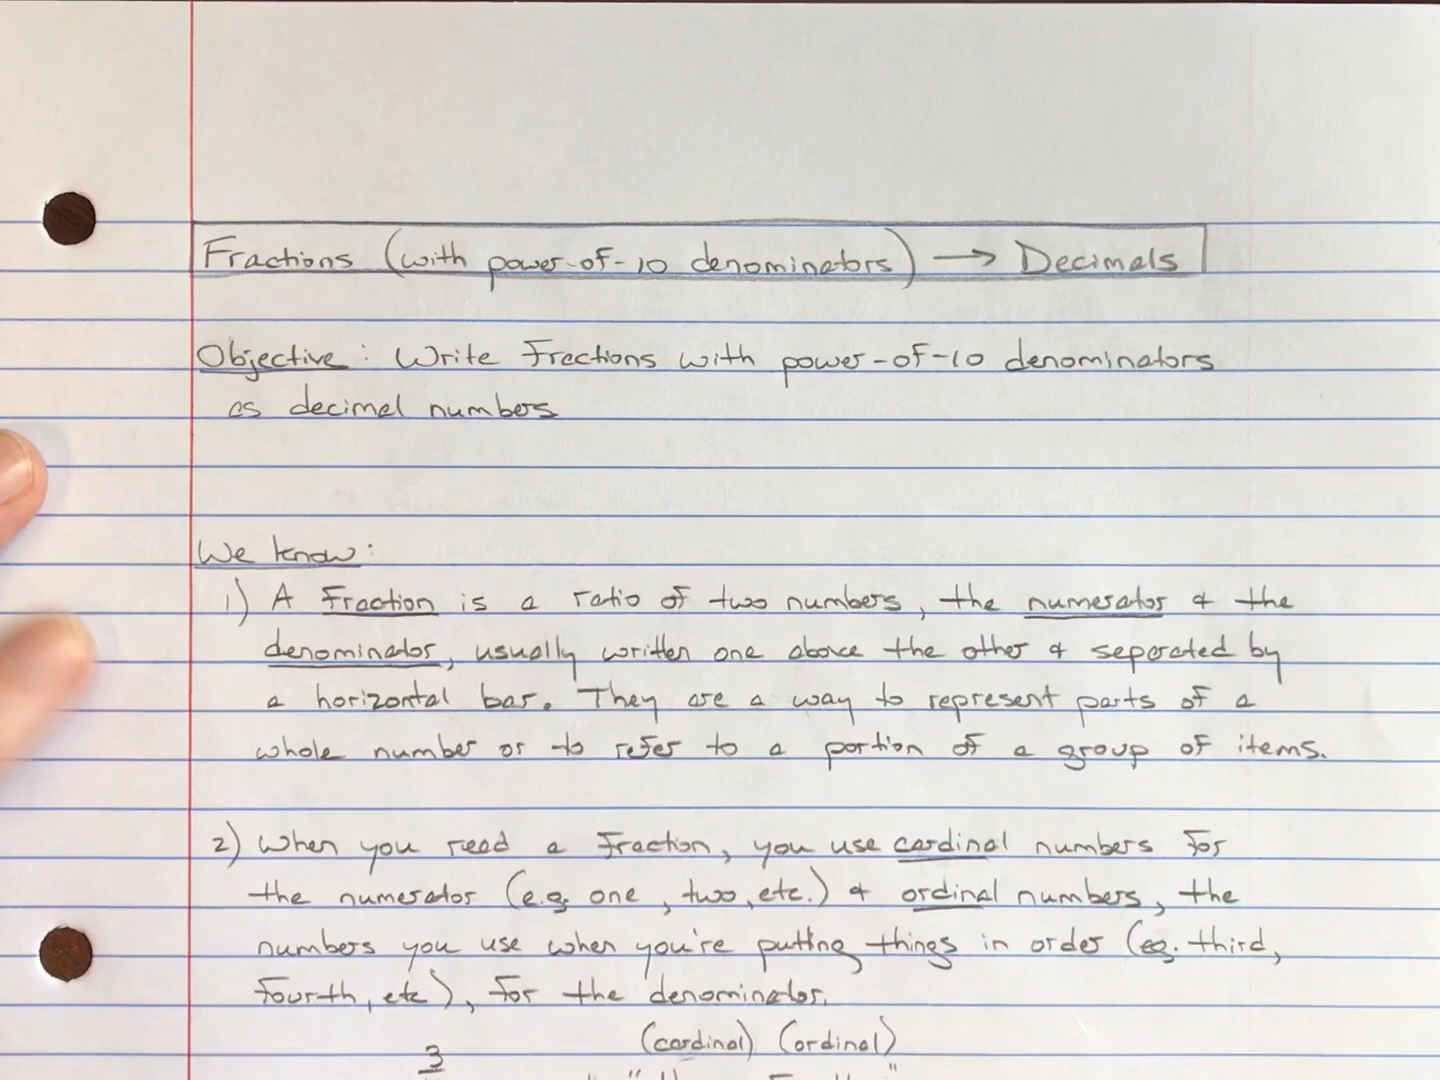 Fractions (with power-of-10 denominators) → Decimals
Objective: Write fractions with power-of-10 denominators
as decimal numbers
We know:
1) A fraction is a ratio of two numbers, the numerator & the
denominator, usually written one above the other & seperated by
a horizontal bar. They are a way to represent parts of a
whole number or to refer to a portion of a group of items.
2) When you read a fraction, you use cardinal numbers for
the numerator (e.g. one, two, etc.) & ordinal numbers, the
numbers you use when you're putting things in order (eg. third,
fourth, etc), for the denominator.
(cardinal) (ordinal)
3